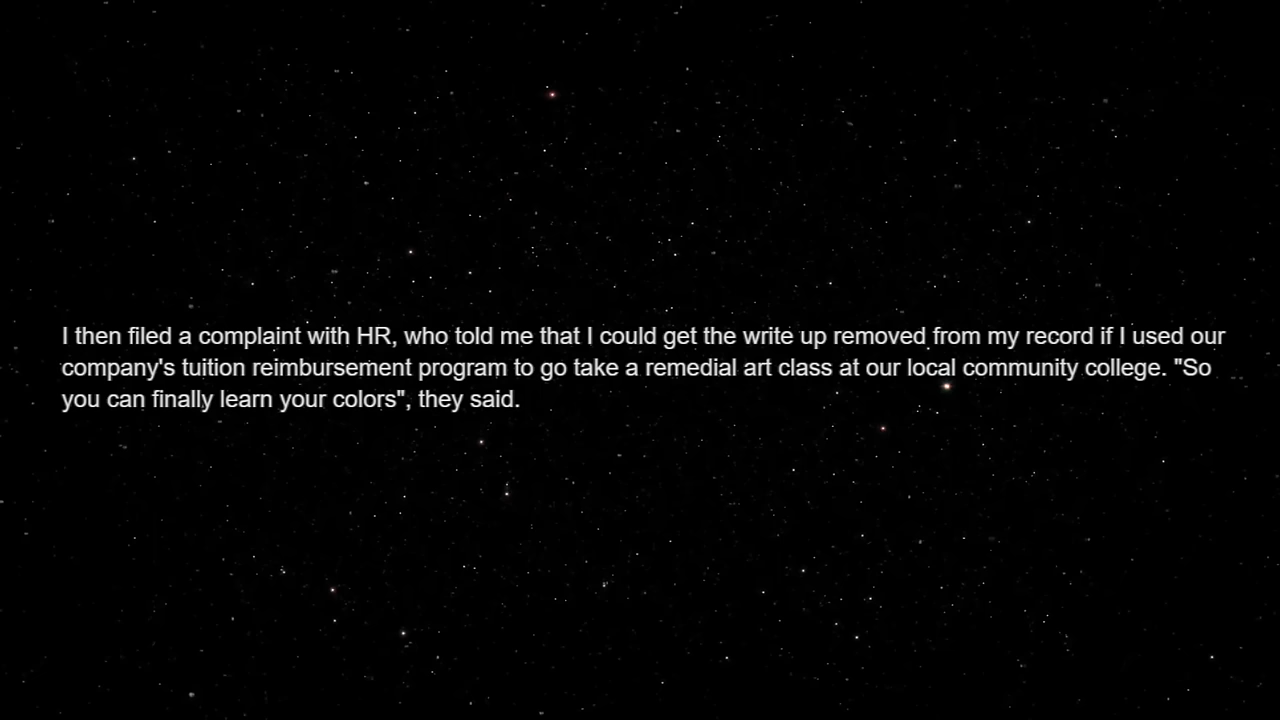 I then filed a complaint with HR, who told me that I could get the write up removed from my record if I used our
company's tuition reimbursement program to go take a remedial art class at our local community college. "So
you can finally learn your colors", they said.